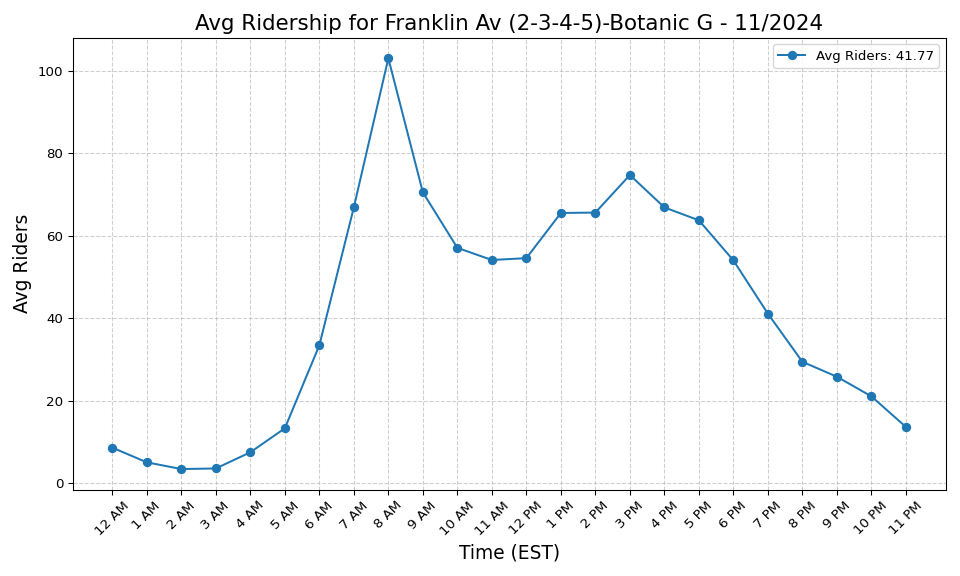 Avg Ridership for Franklin Av (2-3-4-5)-Botanic G - 11/2024
Avg Riders: 41.77
Avg Riders
100
80
60
40
20
0
12 AM
1 AM
2 AM
3 AM
4 AM
5 AM
6 AM
7 AM
8 AM
9 AM
10 AM
11 AM
12 PM
1 PM
2 PM
3 PM
4 PM
5 PM
6 PM
7 PM
8 PM
9 PM
10 PM
11 PM
Time (EST)